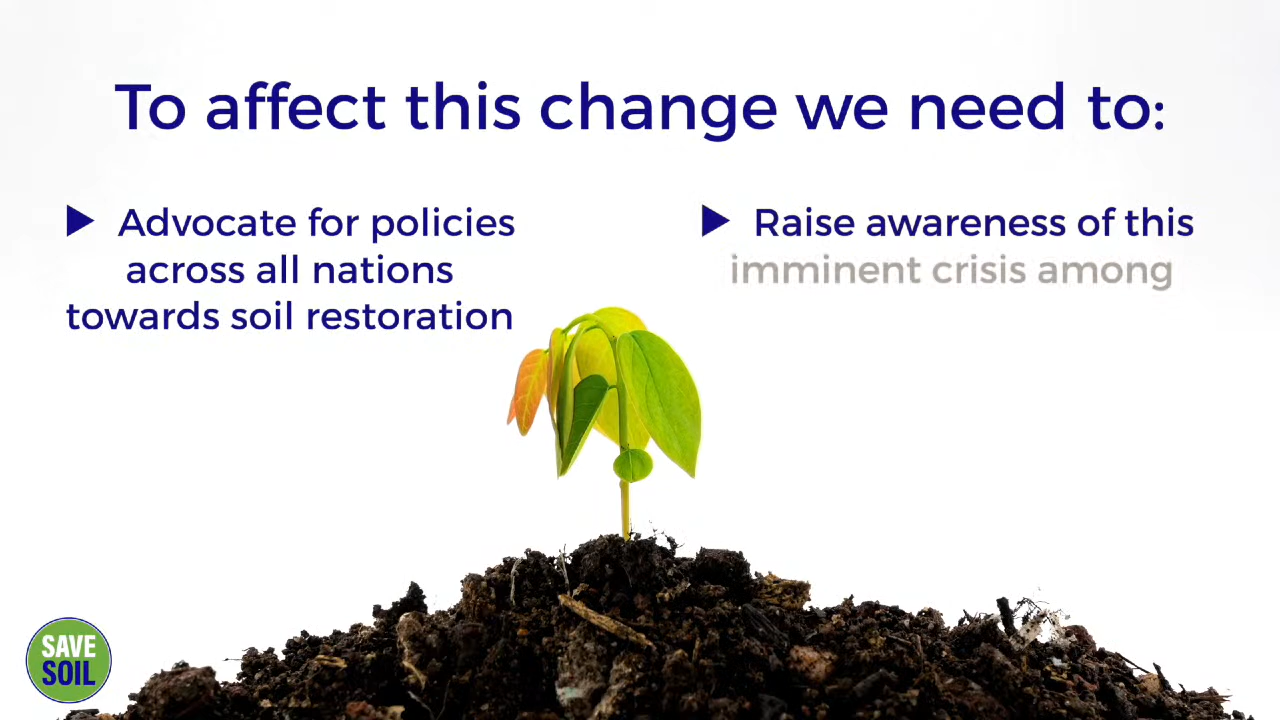 To affect this change we need to:
▶ Advocate for policies
across all nations
towards soil restoration
▶ Raise awareness of this
imminent crisis among
SAVE
SOIL